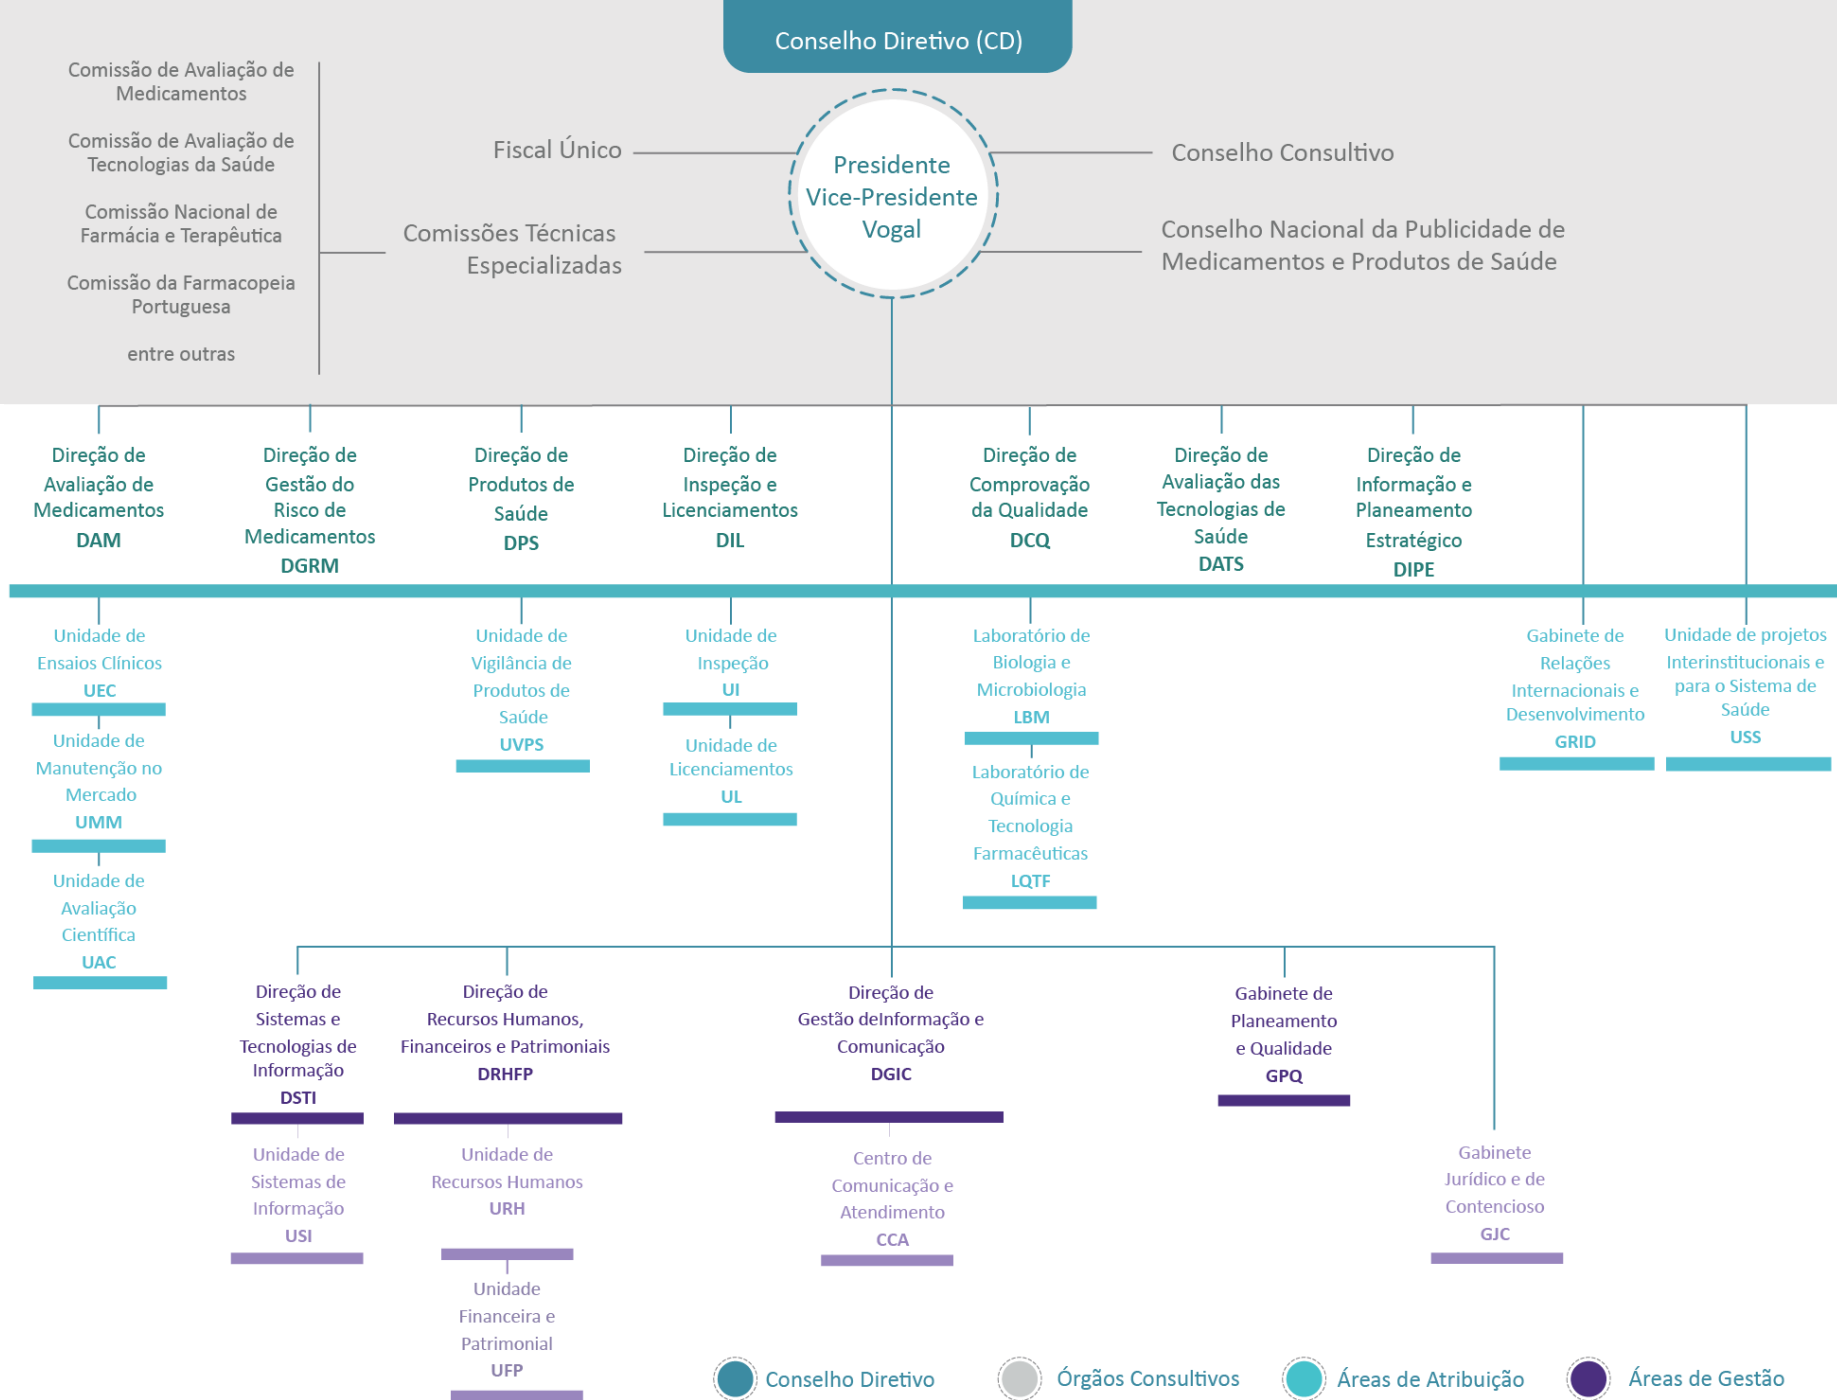 Conselho Diretivo (CD)
Comissão de Avaliação de
Medicamentos
Comissão de Avaliação de
Tecnologias da Saúde
Comissão Nacional de
Farmácia e Terapêutica
Comissão da Farmacopeia
Portuguesa
entre outras
Fiscal Único
Comissões Técnicas
Especializadas
Presidente
Vice-Presidente
Vogal
Conselho Consultivo
Conselho Nacional da Publicidade de
Medicamentos e Produtos de Saúde
Direção de
Avaliação de
Medicamentos
DAM
Direção de
Gestão do
Risco de
Medicamentos
DGRM
Direção de
Produtos de
Saúde
DPS
Direção de
Inspeção e
Licenciamentos
DIL
Direção de
Comprovação
da Qualidade
DCQ
Direção de
Avaliação das
Tecnologias de
Saúde
DATS
Direção de
Informação e
Planeamento
Estratégico
DIPE
Unidade de
Ensaios Clínicos
UEC
Unidade de
Manutenção no
Mercado
UMM
Unidade de
Avaliação
Científica
UAC
Unidade de
Vigilância de
Produtos de
Saúde
UVPS
Unidade de
Inspeção
UI
Unidade de
Licenciamentos
UL
Laboratório de
Biologia e
Microbiologia
LBM
Laboratório de
Química e
Tecnologia
Farmacêuticas
LQTF
Gabinete de
Relações
Internacionais e
Desenvolvimento
GRID
Unidade de projetos
Interinstitucionais e
para o Sistema de
Saúde
USS
Direção de
Sistemas e
Tecnologias de
Informação
DSTI
Unidade de
Sistemas de
Informação
USI
Direção de
Recursos Humanos,
Financeiros e Patrimoniais
DRHFP
Unidade de
Recursos Humanos
URH
Unidade
Financeira e
Patrimonial
UFP
Direção de
Gestão deInformação e
Comunicação
DGIC
Centro de
Comunicação e
Atendimento
CCA
Gabinete de
Planeamento
e Qualidade
GPQ
Gabinete
Jurídico e de
Contencioso
GJC
Conselho Diretivo
Órgãos Consultivos
Áreas de Atribuição
Áreas de Gestão